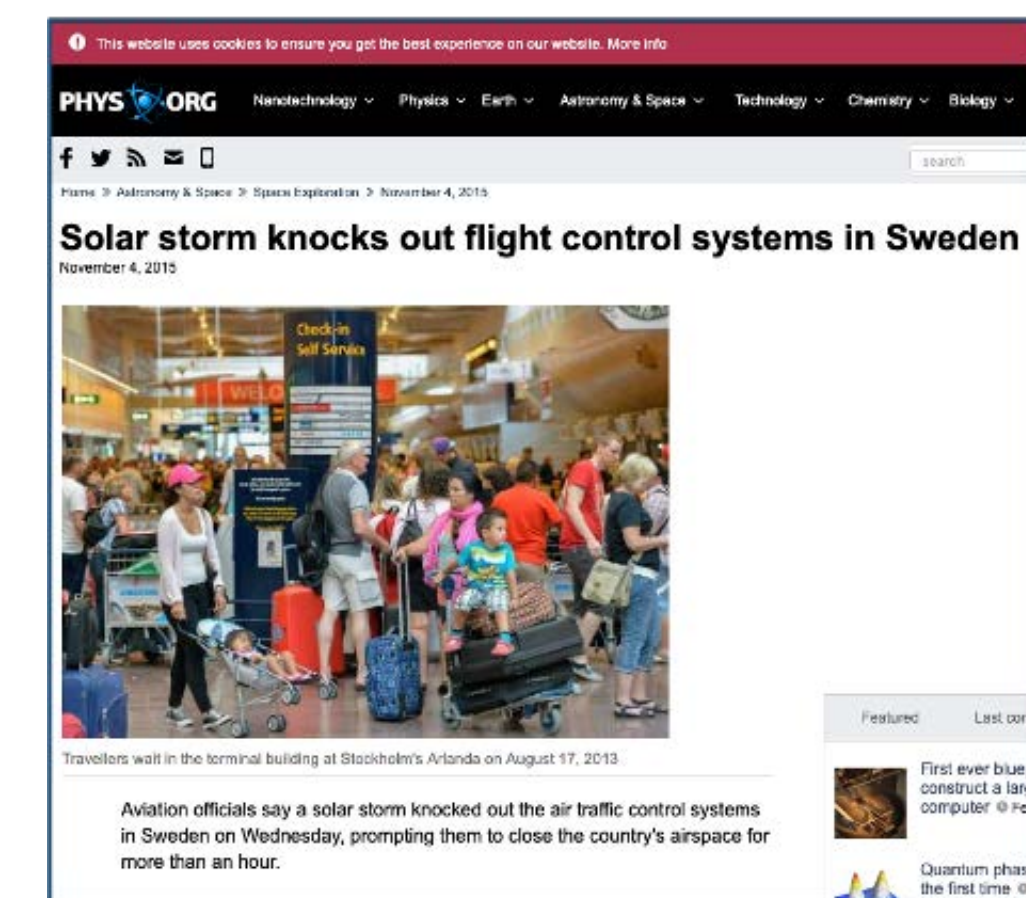 This website uses cookies to ensure you get the best experience on our website. More info
PHYS ORG Nanotechnology Physics Earth Astronomy & Space Technology Chemistry Biology
search
Home » Astronomy & Space » Space Exploration » November 4, 2015
Solar storm knocks out flight control systems in Sweden
November 4, 2015
Check-in
Self Service
WELCO
Travellers wait in the terminal building at Stockholm's Arlanda on August 17, 2013
Aviation officials say a solar storm knocked out the air traffic control systems
in Sweden on Wednesday, prompting them to close the country's airspace for
more than an hour.
Featured Last com
First ever blue
construct a lar
computer Fe
Quantum phas
the first time